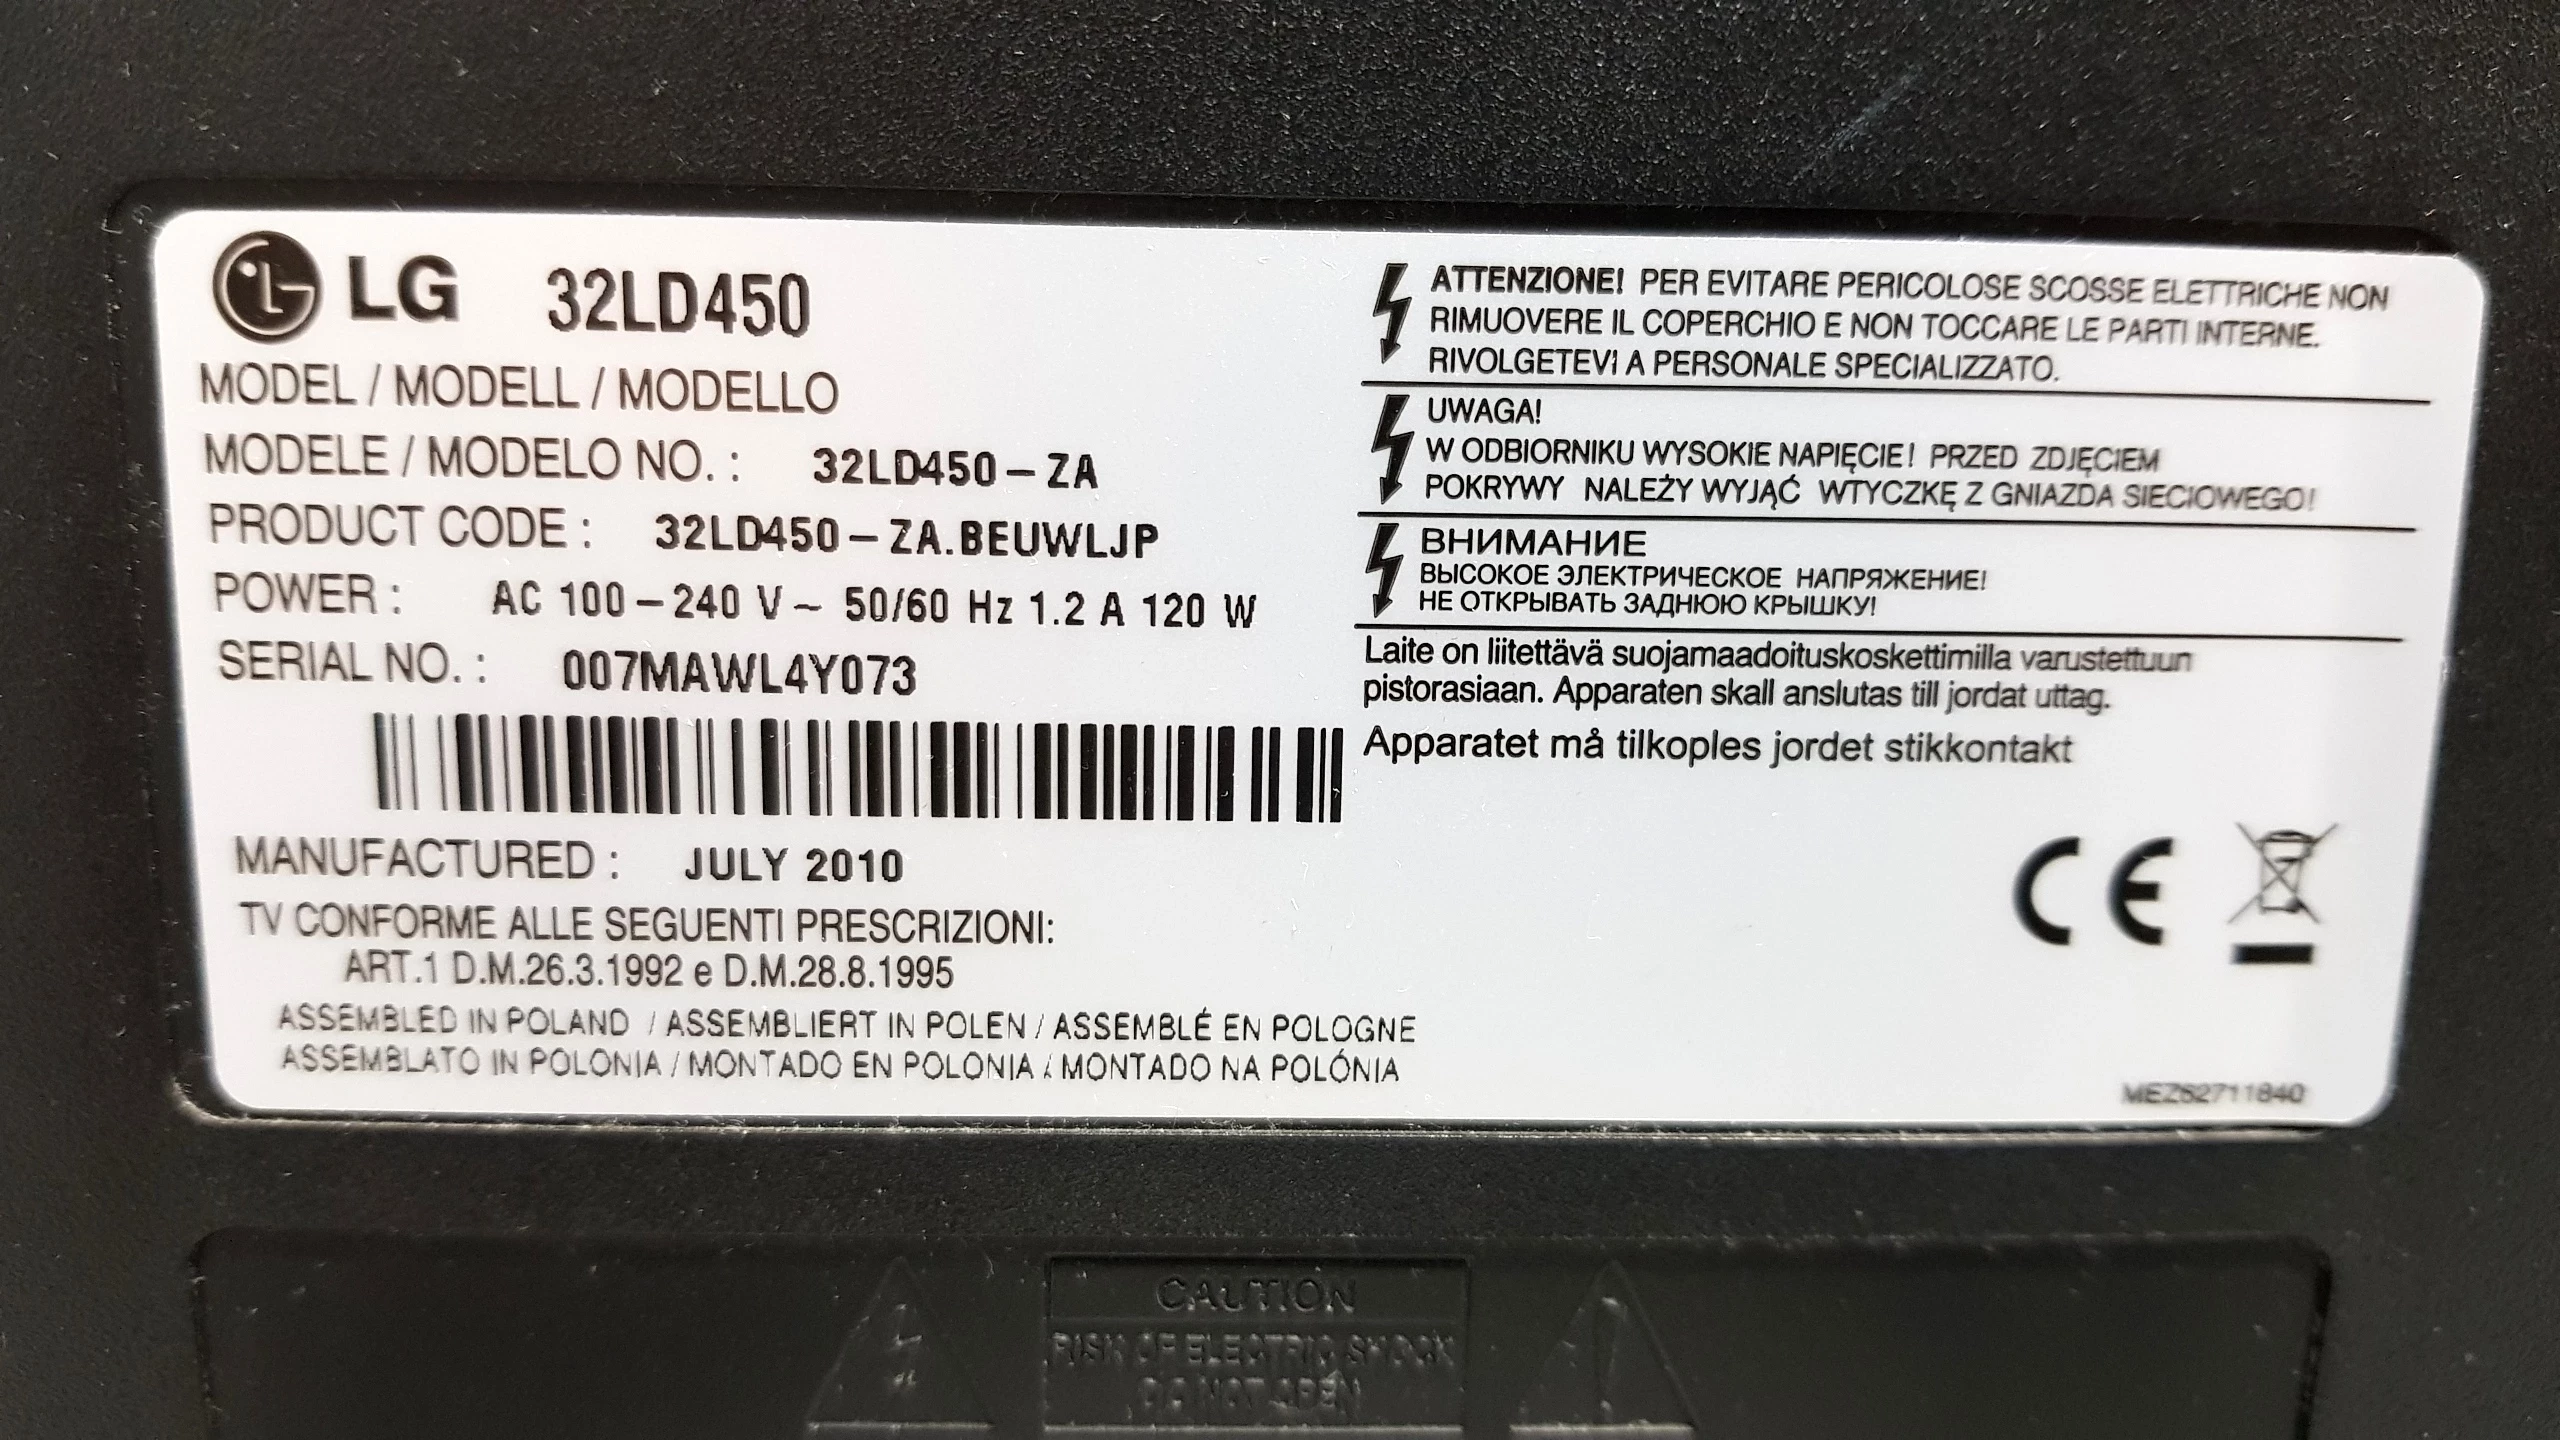 LG 32LD450
MODEL / MODELL / MODELLO
MODELE / MODELO NO. : 32LD450-ZA
PRODUCT CODE : 32LD450-ZA.BEUWLJP
POWER : AC 100-240 V~ 50/60 Hz 1.2 A 120 W
SERIAL NO. : 007MAWL4Y073
MANUFACTURED : JULY 2010
TV CONFORME ALLE SEGUENTI PRESCRIZIONI:
ART.1 D.M.26.3.1992 e D.M.28.8.1995
ASSEMBLED IN POLAND / ASSEMBLIERT IN POLEN / ASSEMBLÉ EN POLOGNE
ASSEMBLATO IN POLONIA / MONTADO EN POLONIA / MONTADO NA POLÓNIA
ATTENZIONE! PER EVITARE PERICOLOSE SCOSSE ELETTRICHE NON
RIMUOVERE IL COPERCHIO E NON TOCCARE LE PARTI INTERNE.
RIVOLGETEVI A PERSONALE SPECIALIZZATO.
UWAGA!
W ODBIORNIKU WYSOKIE NAPIĘCIE! PRZED ZDJĘCIEM
POKRYWY NALEŻY WYJĄĆ WTYCZKĘ Z GNIAZDA SIECIOWEGO!
ВНИМАНИЕ
ВЫСОКОЕ ЭЛЕКТРИЧЕСКОЕ НАПРЯЖЕНИЕ!
НЕ ОТКРЫВАТЬ ЗАДНЮЮ КРЫШКУ!
Laite on liitettävä suojamaadoituskoskettimilla varustettuun
pistorasiaan. Apparaten skall anslutas till jordat uttag.
Apparatet må tilkoples jordet stikkontakt
CE
MEZ62711840
CAUTION
RISK OF ELECTRIC SHOCK
DO NOT OPEN